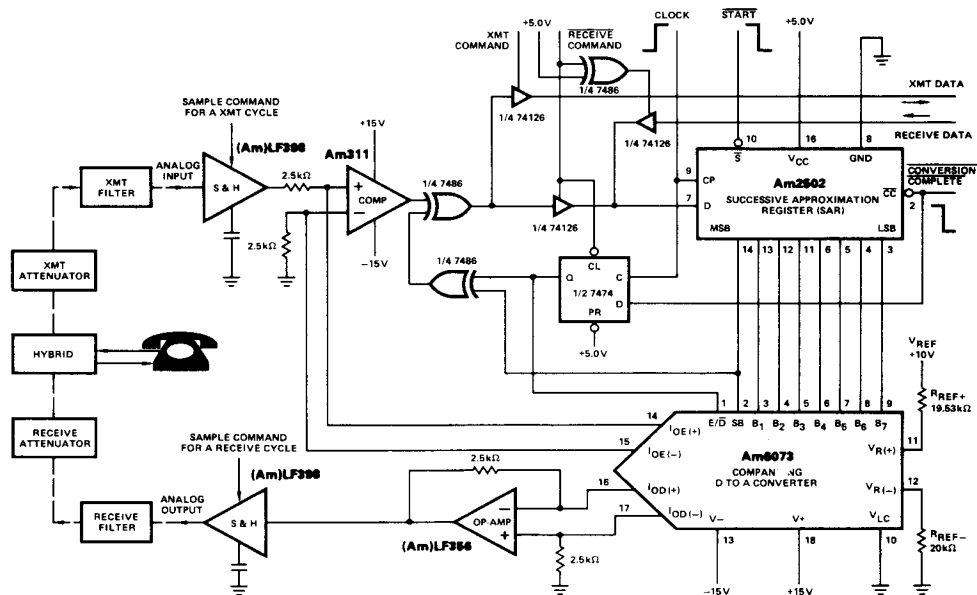 CLOCK
START
+5.0V
XMT COMMAND
+5.0V
RECEIVE COMMAND
1/4 7486
XMT DATA
RECEIVE DATA
1/4 74126
1/4 74126
SAMPLE COMMAND
FOR A XMT CYCLE
+15V
(Am)LF398
Am311
XMT FILTER
ANALOG INPUT
S & H
2.5kΩ
+
COMP
−
1/4 7486
2.5kΩ
−15V
1/4 74126
10
16
8
S
VCC
GND
CONVERSION COMPLETE
9
CP
Am2502
CC
7
D
SUCCESSIVE APPROXIMATION
REGISTER (SAR)
2
MSB
LSB
14 13 12 11 6 5 4 3
XMT ATTENUATOR
1/4 7486
CL
Q
C
1/2 7474
D
PR
+5.0V
HYBRID
VREF
+10V
RREF+
19.53kΩ
1 2 3 4 5 6 7 8 9
14
E/D SB B1 B2 B3 B4 B5 B6 B7
IOE(+)
11
VR(+)
RECEIVE ATTENUATOR
SAMPLE COMMAND
FOR A RECEIVE CYCLE
15
IOE(−)
Am6073
2.5kΩ
COMPANDING
D TO A CONVERTER
12
VR(−)
(Am)LF398
16
IOD(+)
RECEIVE FILTER
ANALOG OUTPUT
S & H
−
OP-AMP
+
17
IOD(−)
V−
V+
VLC
RREF−
20kΩ
(Am)LF356
2.5kΩ
13
18
10
−15V
+15V